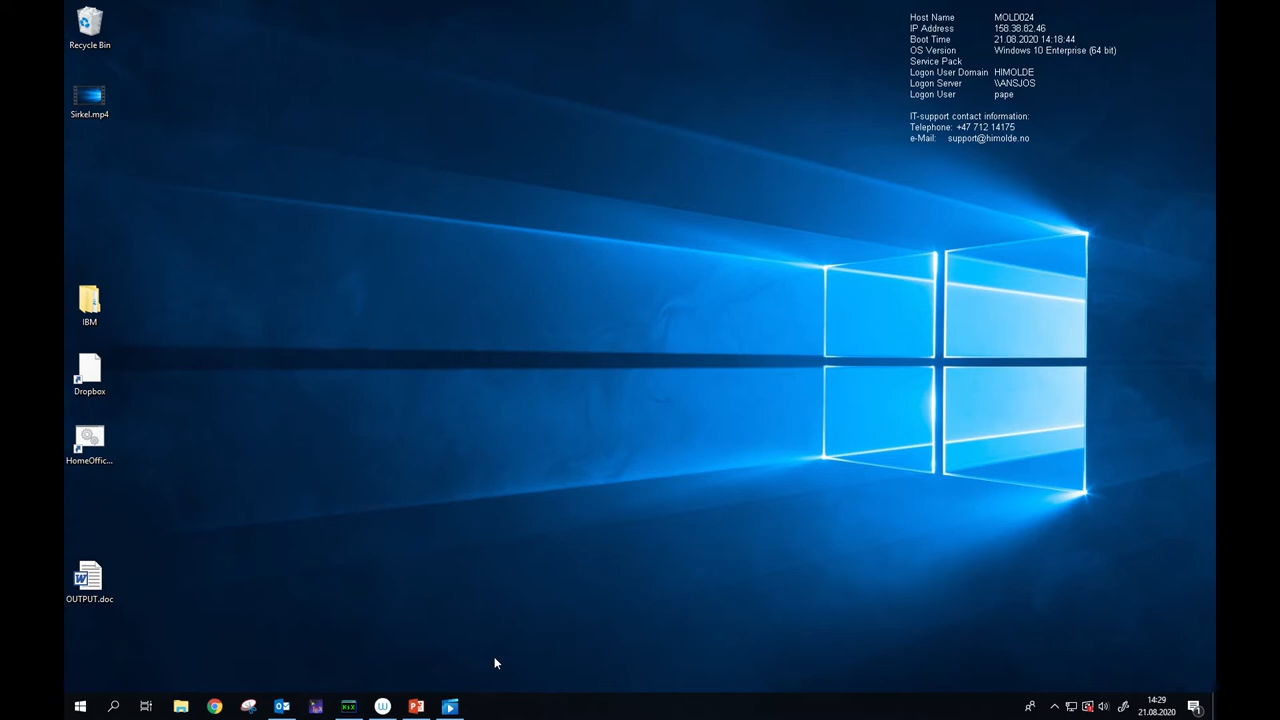 Recycle Bin
Sirkel.mp4
IBM
Dropbox
HomeOffic...
OUTPUT.doc
Host Name MOLD024
IP Address 158.38.82.46
Boot Time 21.08.2020 14:18:44
OS Version Windows 10 Enterprise (64 bit)
Service Pack
Logon User Domain HIMOLDE
Logon Server \\ANSJOS
Logon User pape
IT-support contact information:
Telephone: +47 712 14175
e-Mail: support@himolde.no
14:29
21.08.2020